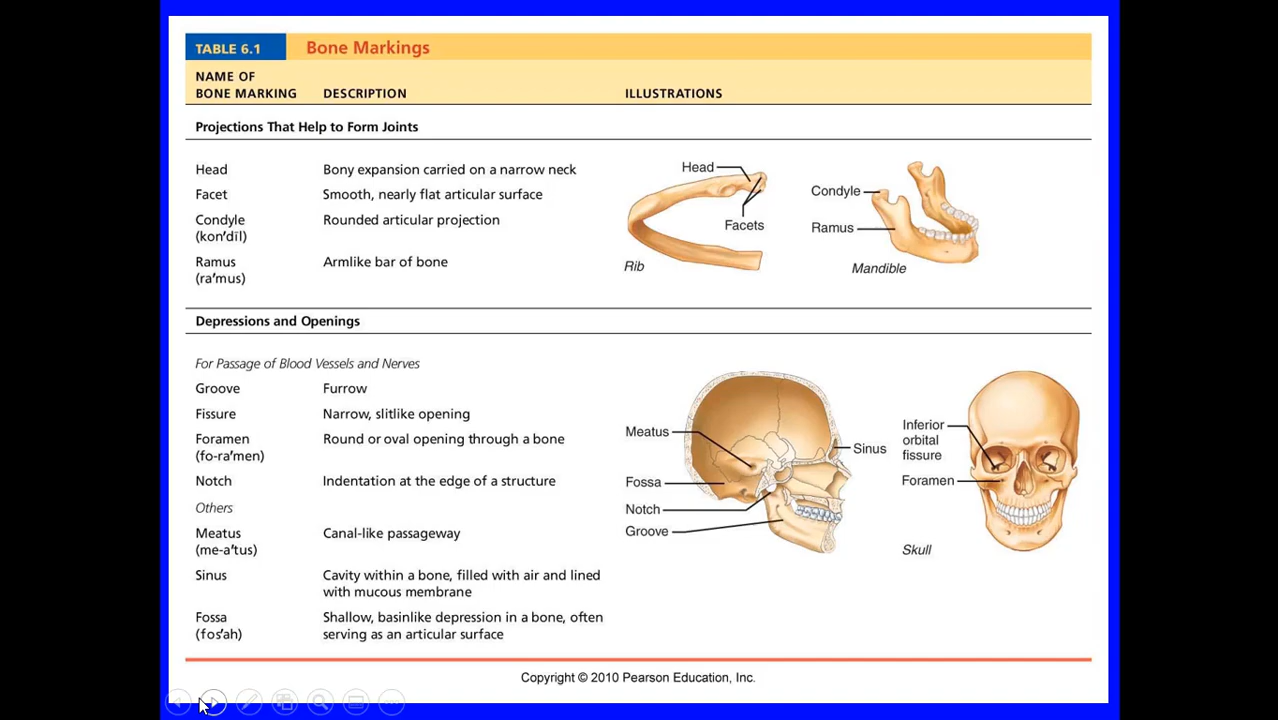 TABLE 6.1 Bone Markings
NAME OF
BONE MARKING DESCRIPTION ILLUSTRATIONS
Projections That Help to Form Joints
Head Bony expansion carried on a narrow neck
Facet Smooth, nearly flat articular surface
Condyle Rounded articular projection
(kon′dīl)
Ramus Armlike bar of bone
(ra′mus)
Head
Facets
Rib
Condyle
Ramus
Mandible
Depressions and Openings
For Passage of Blood Vessels and Nerves
Groove Furrow
Fissure Narrow, slitlike opening
Foramen Round or oval opening through a bone
(fo-ra′men)
Notch Indentation at the edge of a structure
Others
Meatus Canal-like passageway
(me-a′tus)
Sinus Cavity within a bone, filled with air and lined
with mucous membrane
Fossa Shallow, basinlike depression in a bone, often
(fos′ah) serving as an articular surface
Meatus
Fossa
Notch
Groove
Sinus
Inferior
orbital
fissure
Foramen
Skull
Copyright © 2010 Pearson Education, Inc.